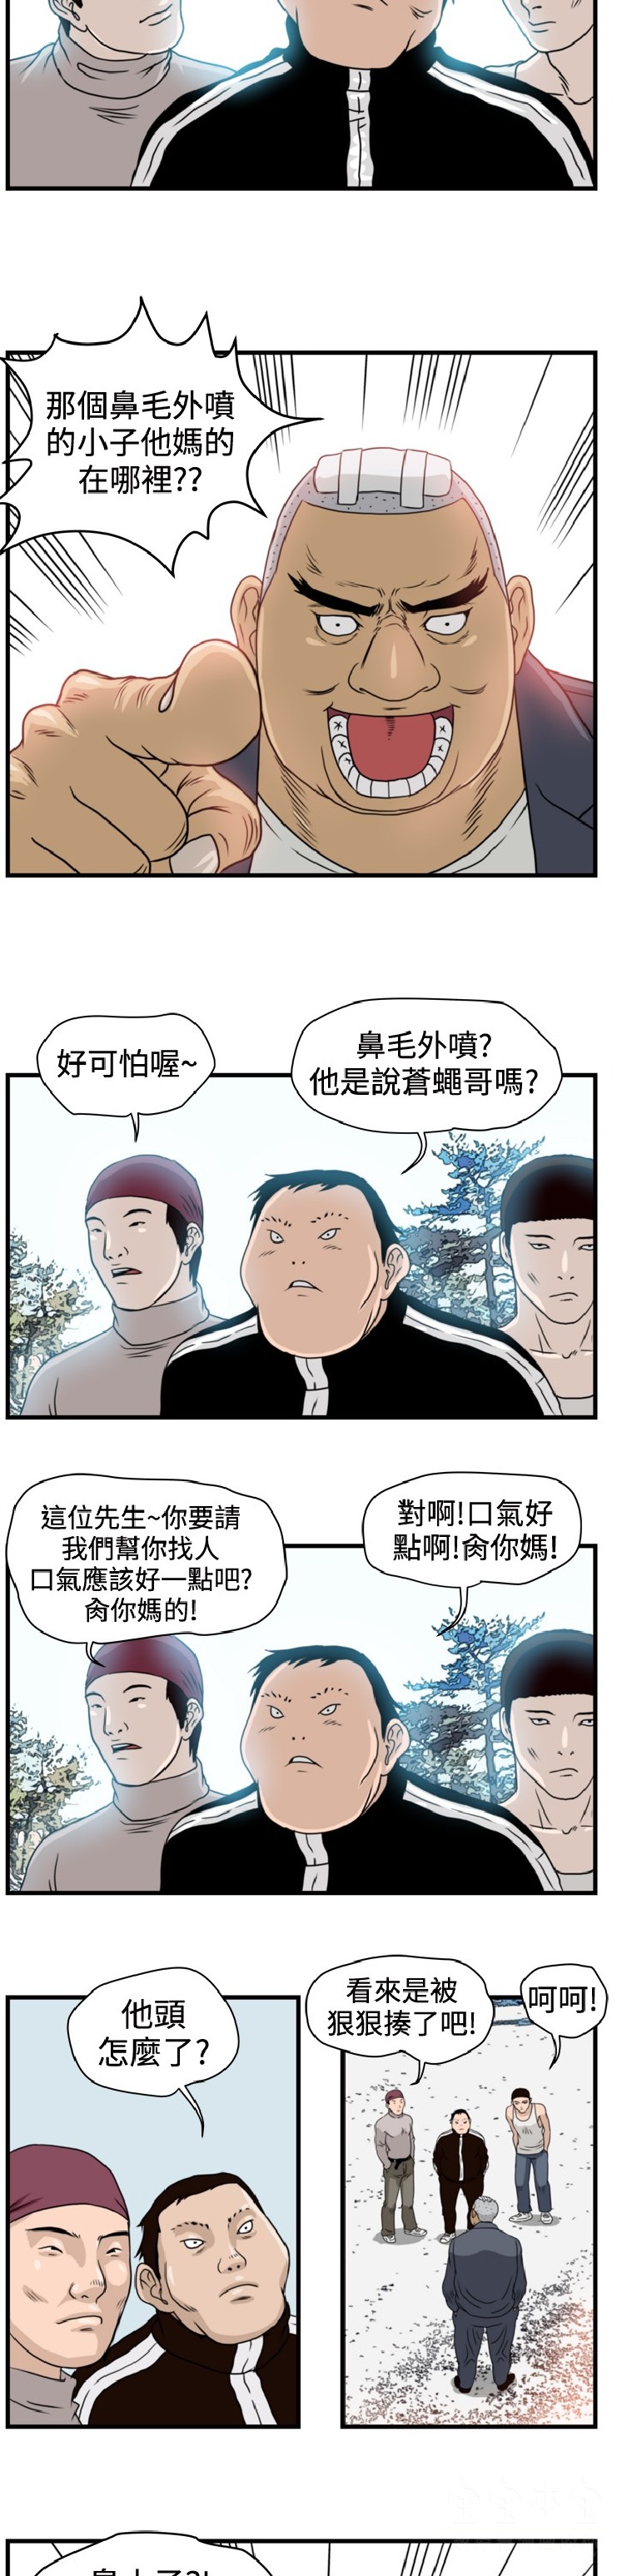 那個鼻毛外噴
的小子他媽的
在哪裡??
好可怕喔~
鼻毛外噴?
他是說蒼蠅哥嗎?
這位先生~你要請
我們幫你找人
口氣應該好一點吧?
肏你媽的!
對啊!口氣好
點啊!肏你媽!
他頭
怎麼了?
看來是被
狠狠揍了吧!
呵呵!